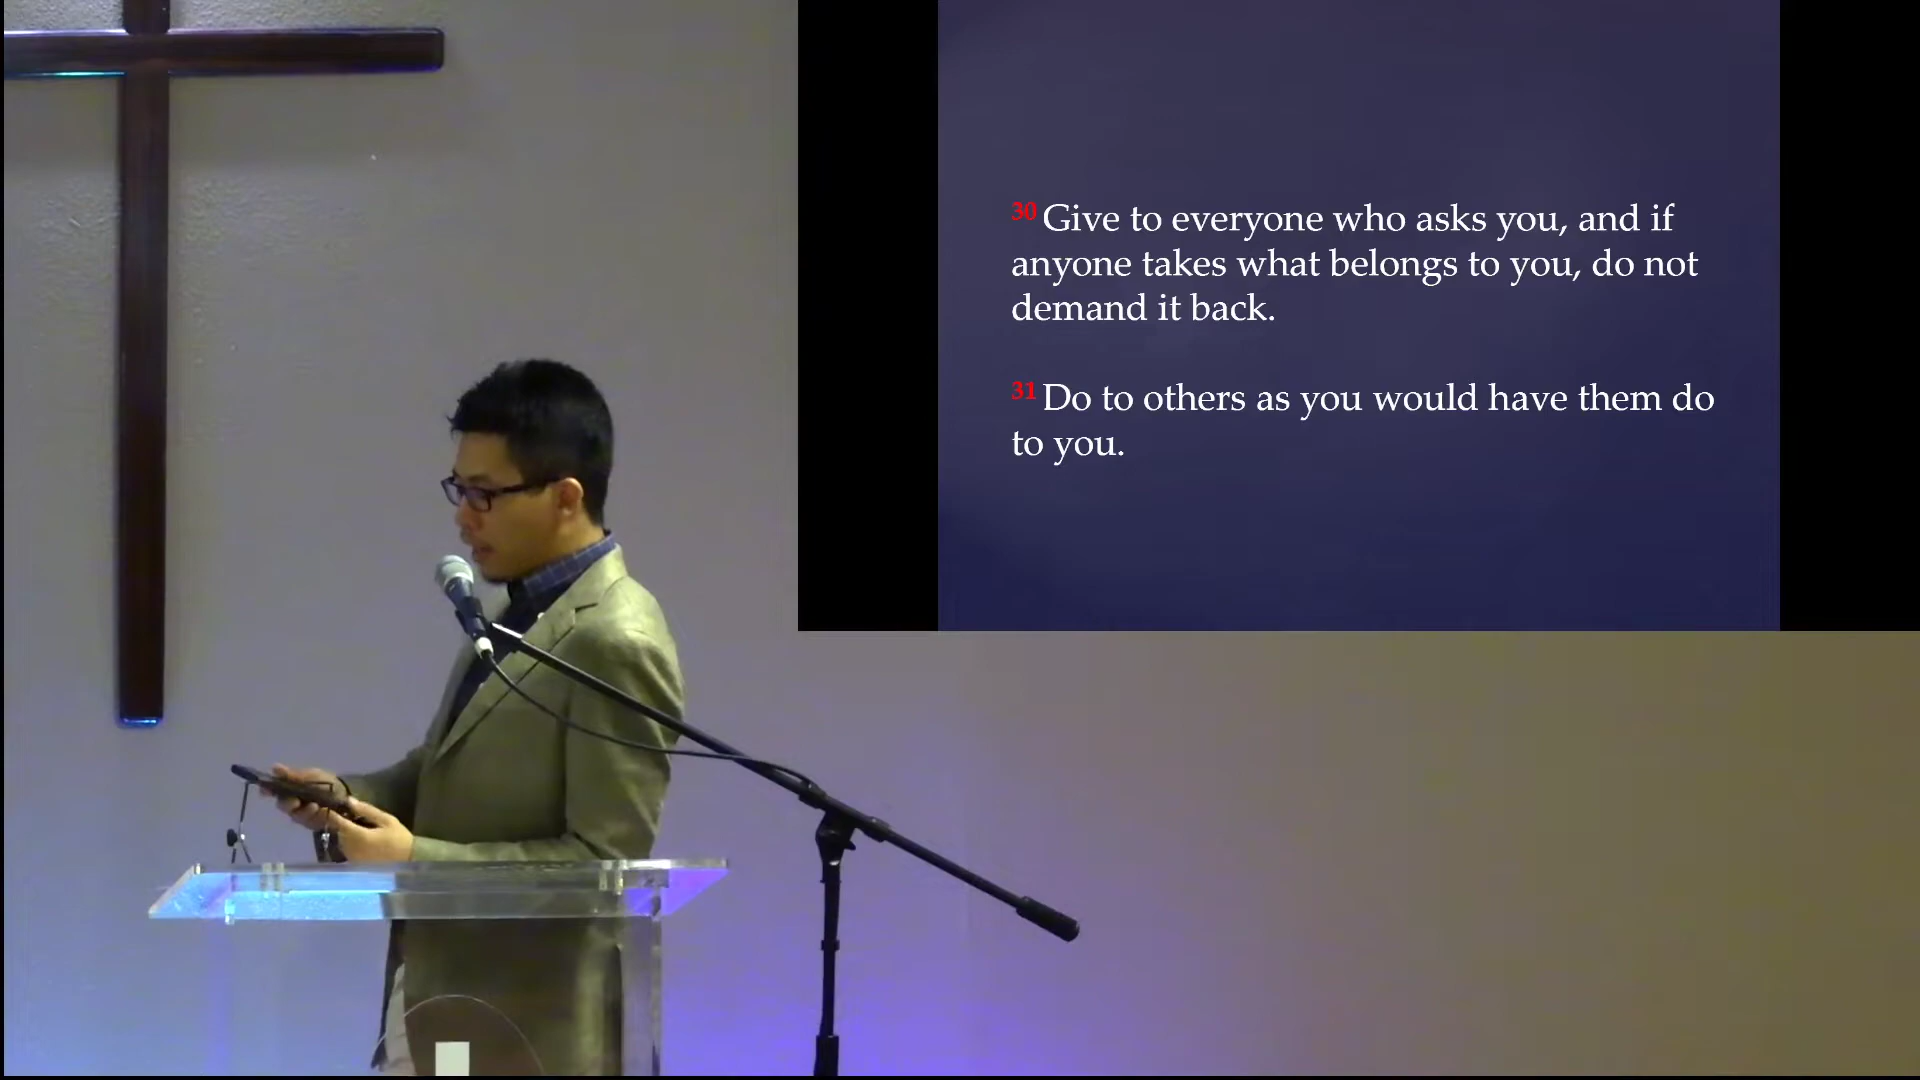 30 Give to everyone who asks you, and if
anyone takes what belongs to you, do not
demand it back.
31 Do to others as you would have them do
to you.